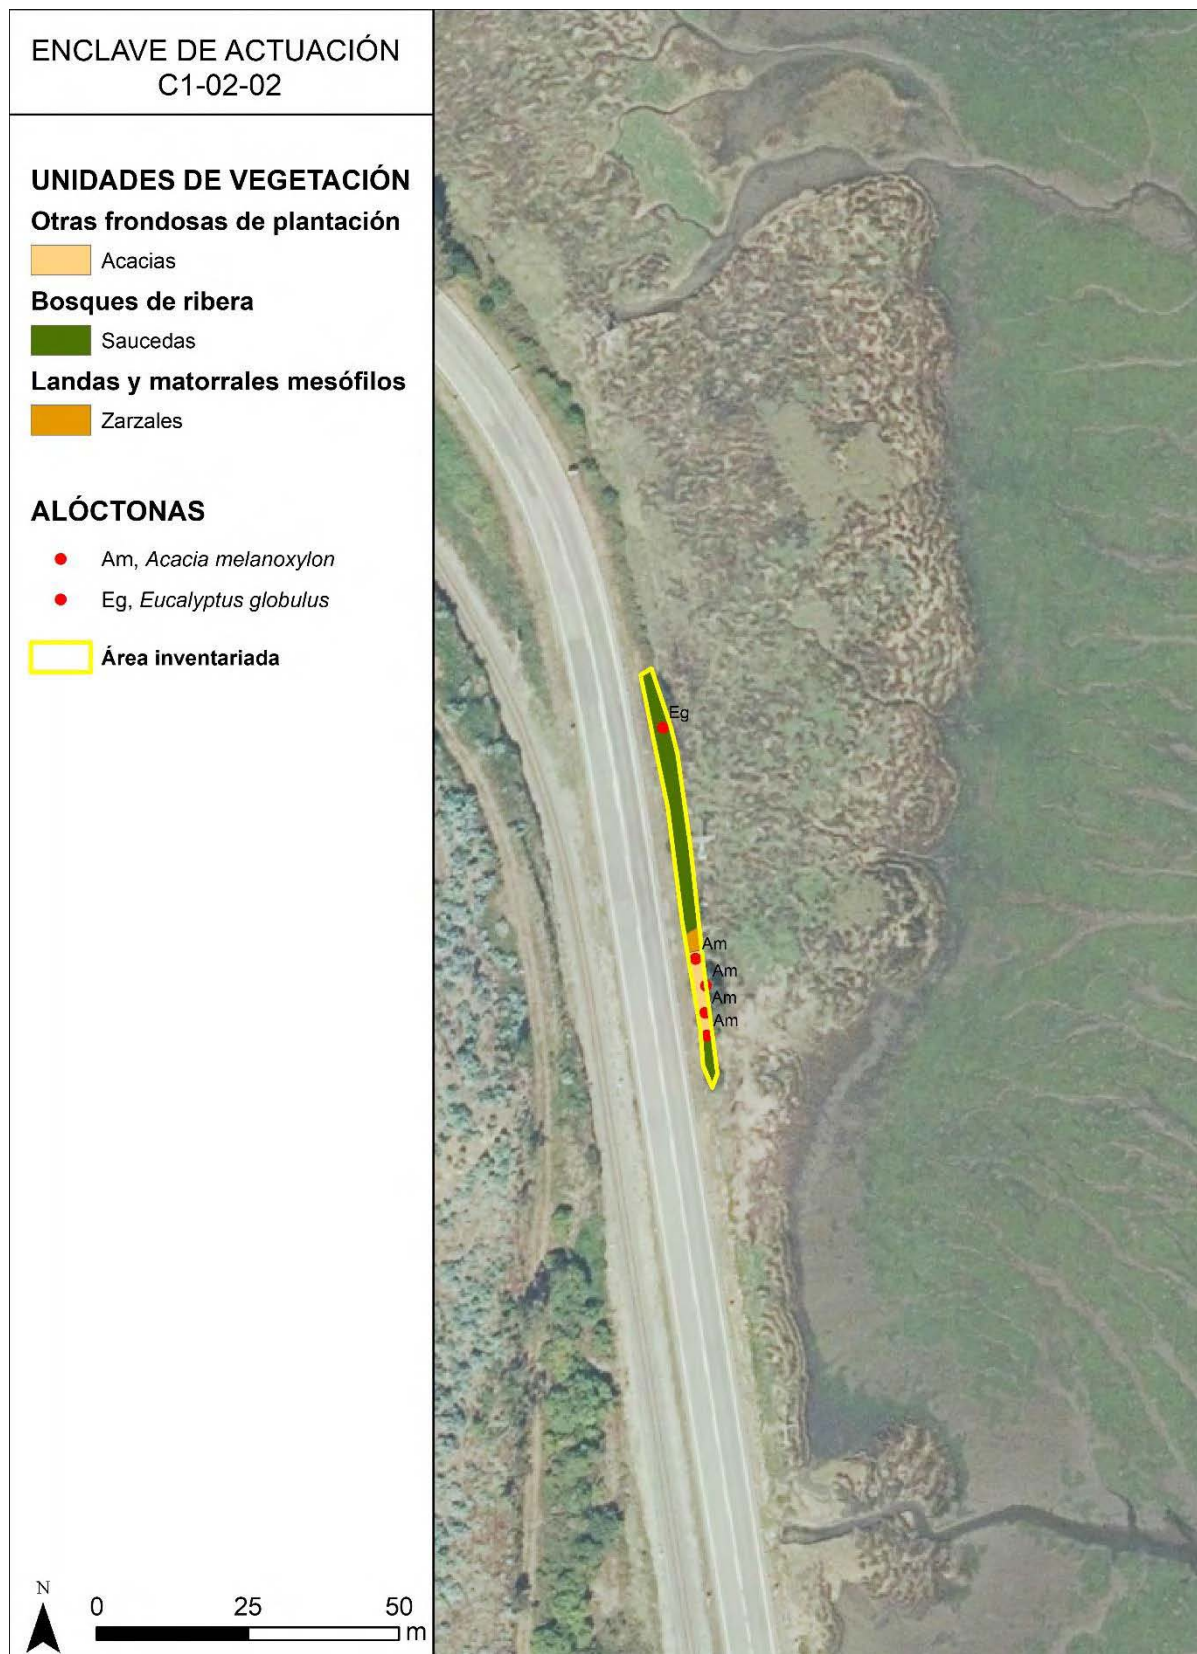 ENCLAVE DE ACTUACIÓN
C1-02-02
UNIDADES DE VEGETACIÓN
Otras frondosas de plantación
Acacias
Bosques de ribera
Saucedas
Landas y matorrales mesófilos
Zarzales
ALÓCTONAS
Am, Acacia melanoxylon
Eg, Eucalyptus globulus
Área inventariada
Eg
Am
Am
Am
Am
N
0 25 50
m